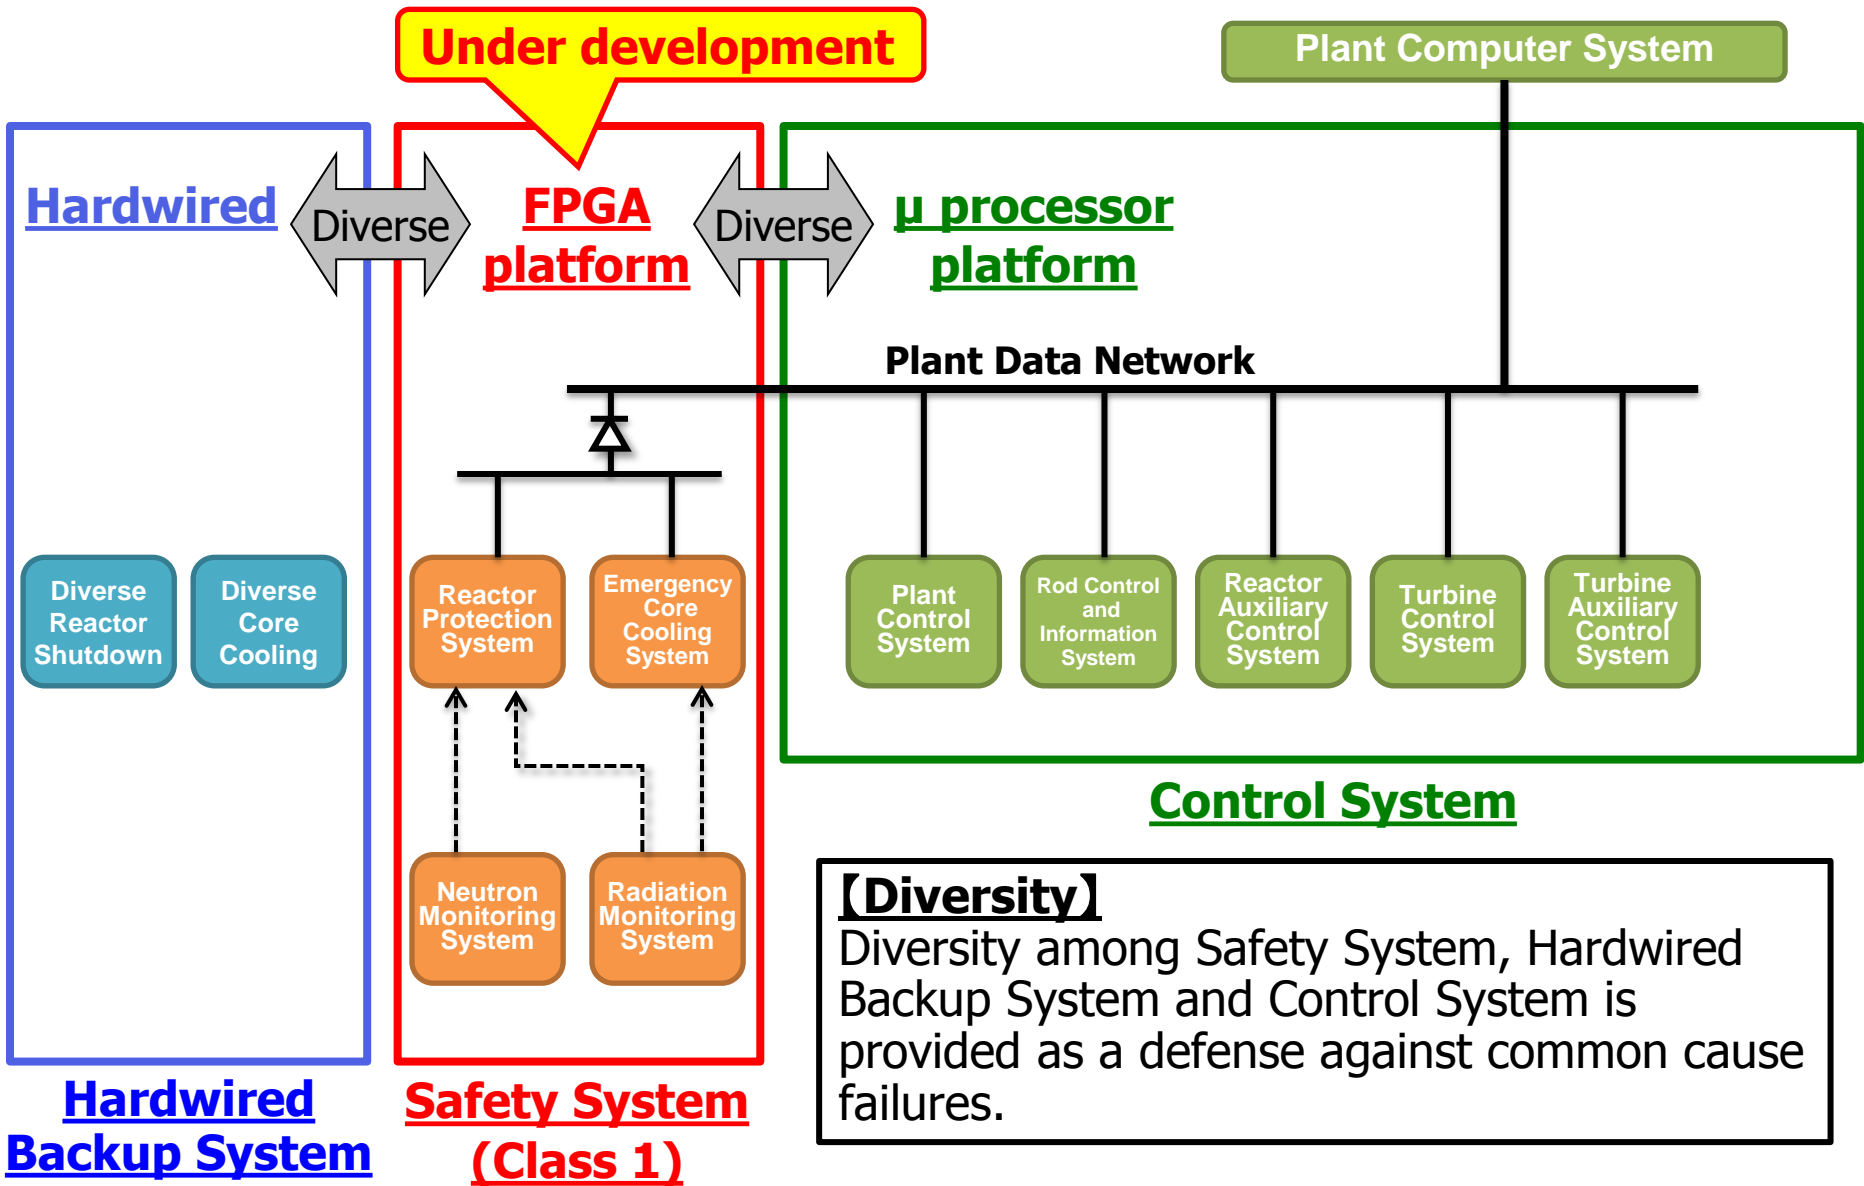 Under development
Plant Computer System
Hardwired
Diverse
FPGA
platform
Diverse
µ processor
platform
Plant Data Network
Diverse
Reactor
Shutdown
Diverse
Core
Cooling
Reactor
Protection
System
Emergency
Core
Cooling
System
Plant
Control
System
Rod Control
and
Information
System
Reactor
Auxiliary
Control
System
Turbine
Control
System
Turbine
Auxiliary
Control
System
Neutron
Monitoring
System
Radiation
Monitoring
System
Control System
【Diversity】
Diversity among Safety System, Hardwired
Backup System and Control System is
provided as a defense against common cause
failures.
Hardwired
Backup System
Safety System
(Class 1)